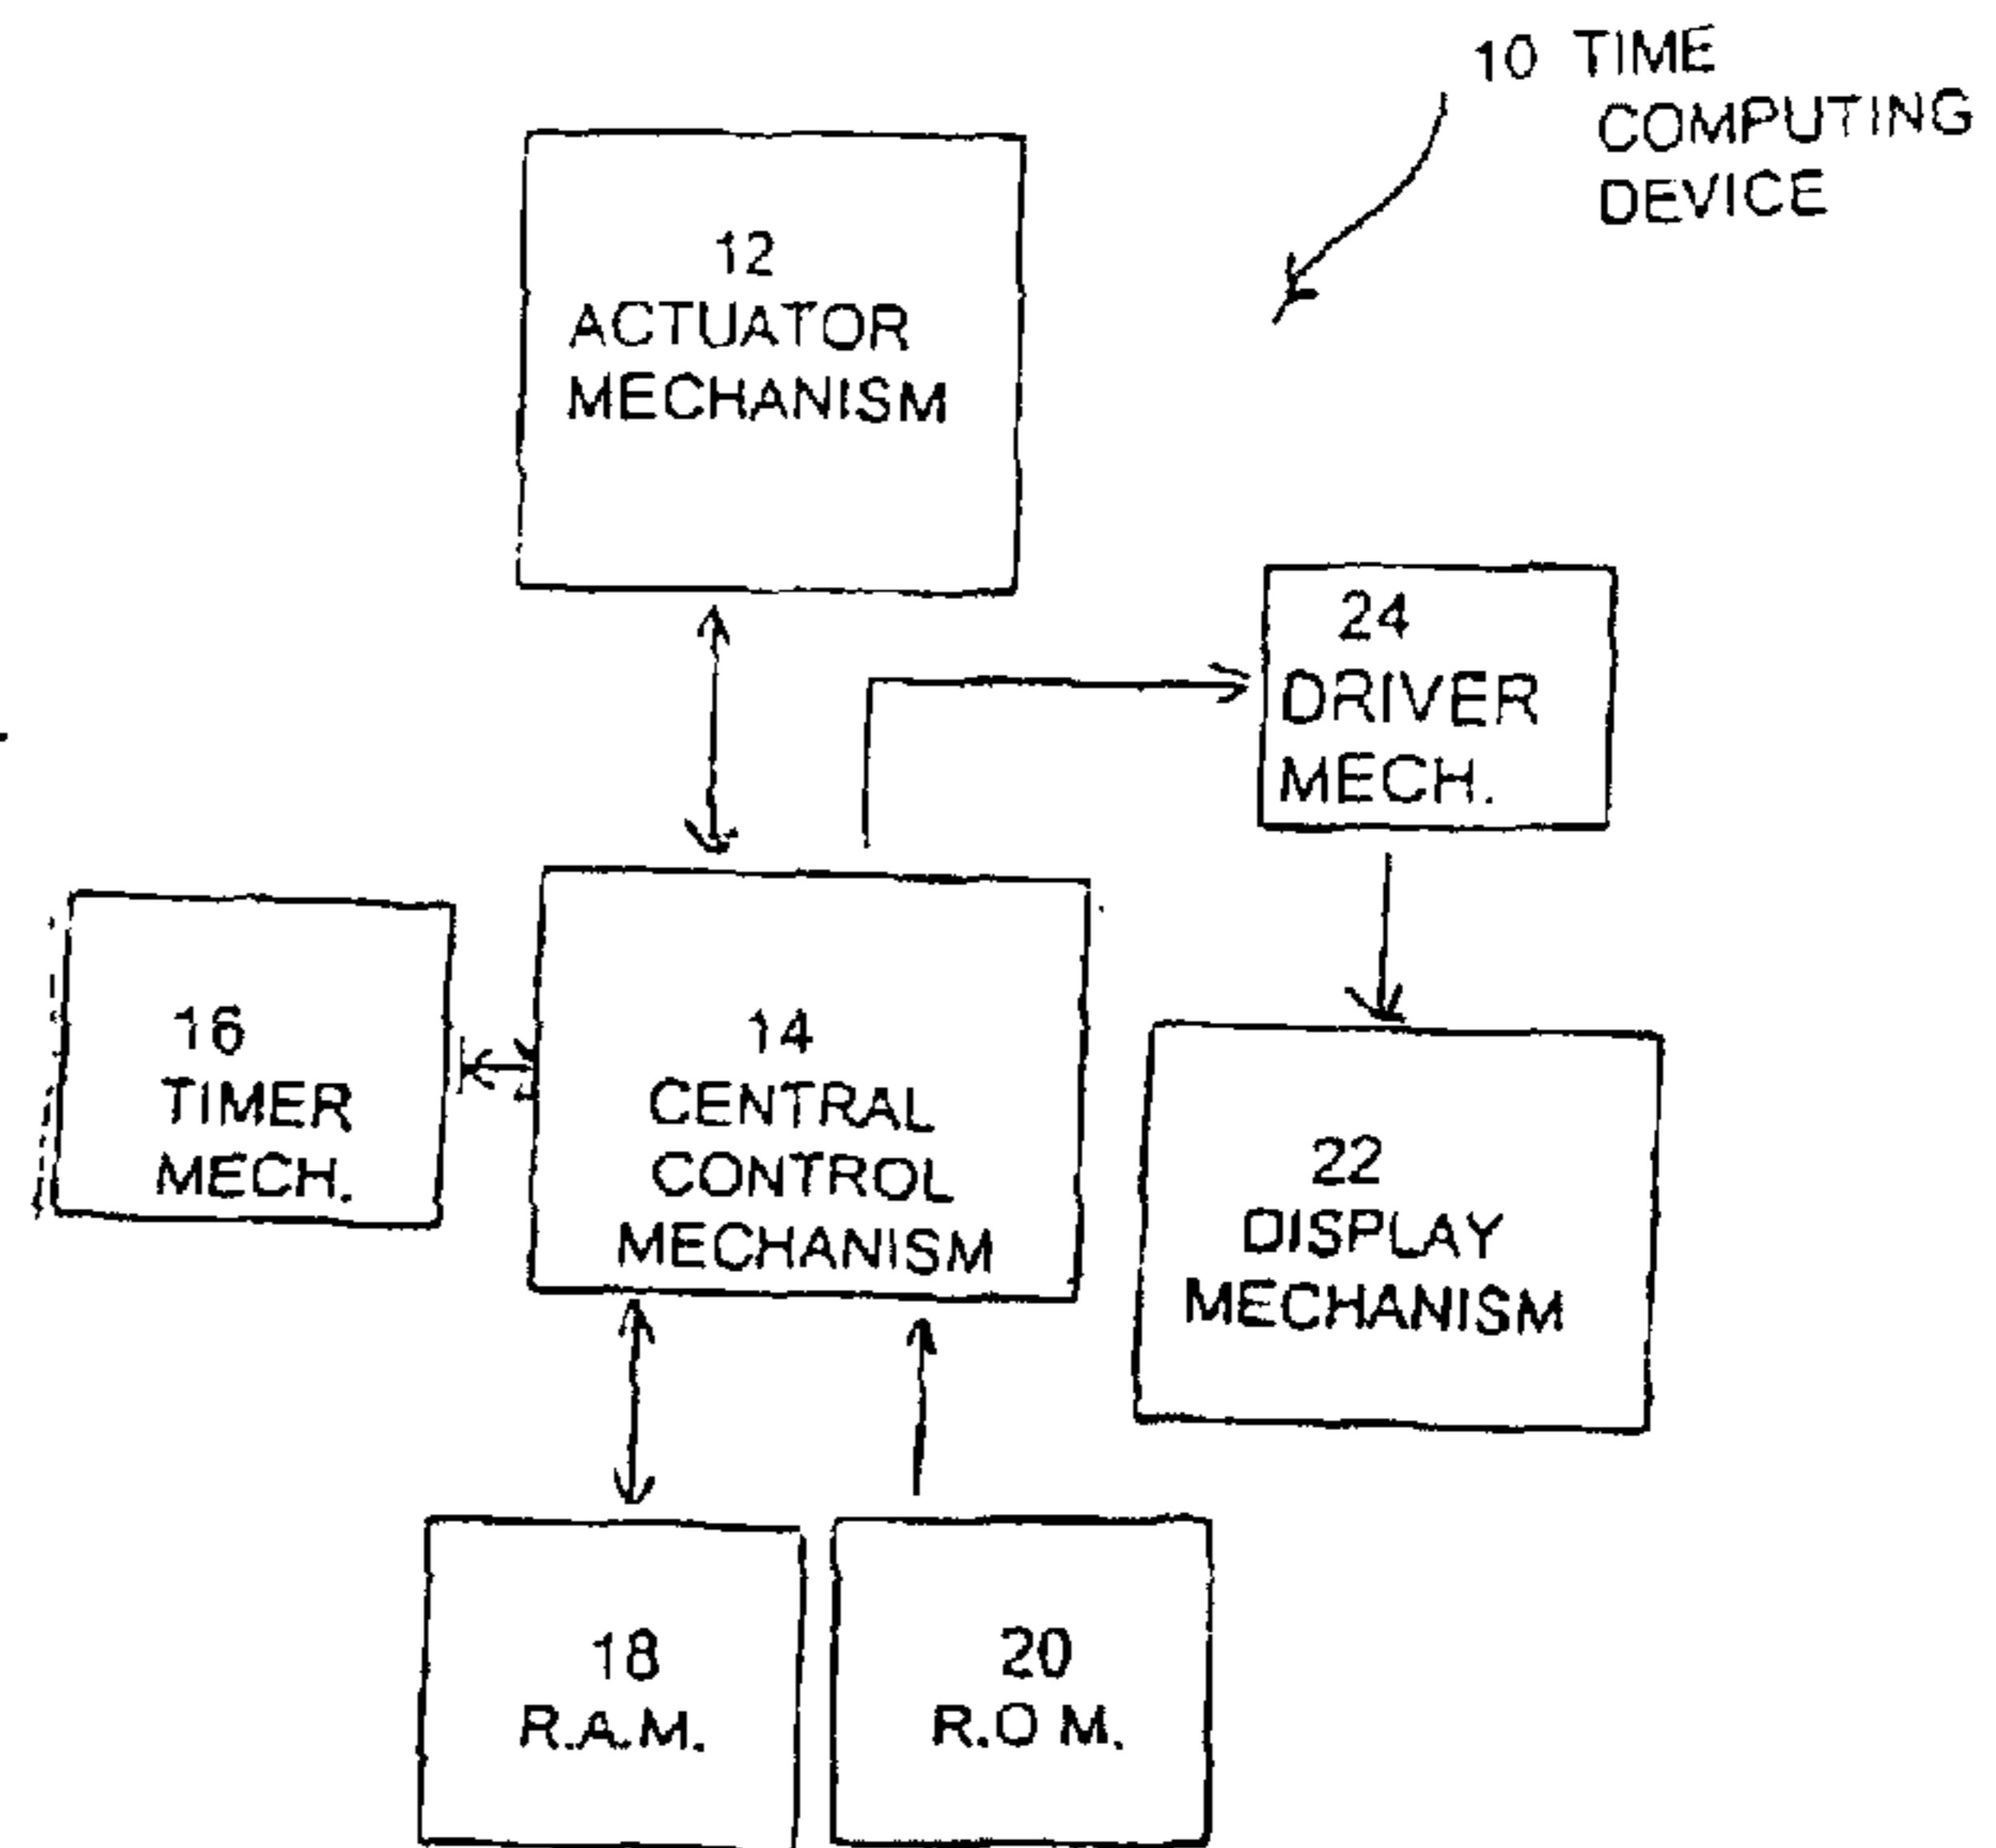 10 TIME
COMPUTING
DEVICE
12
ACTUATOR
MECHANISM
24
DRIVER
MECH.
16
TIMER
MECH.
14
CENTRAL
CONTROL
MECHANISM
22
DISPLAY
MECHANISM
18
R.A.M.
20
R.O M.